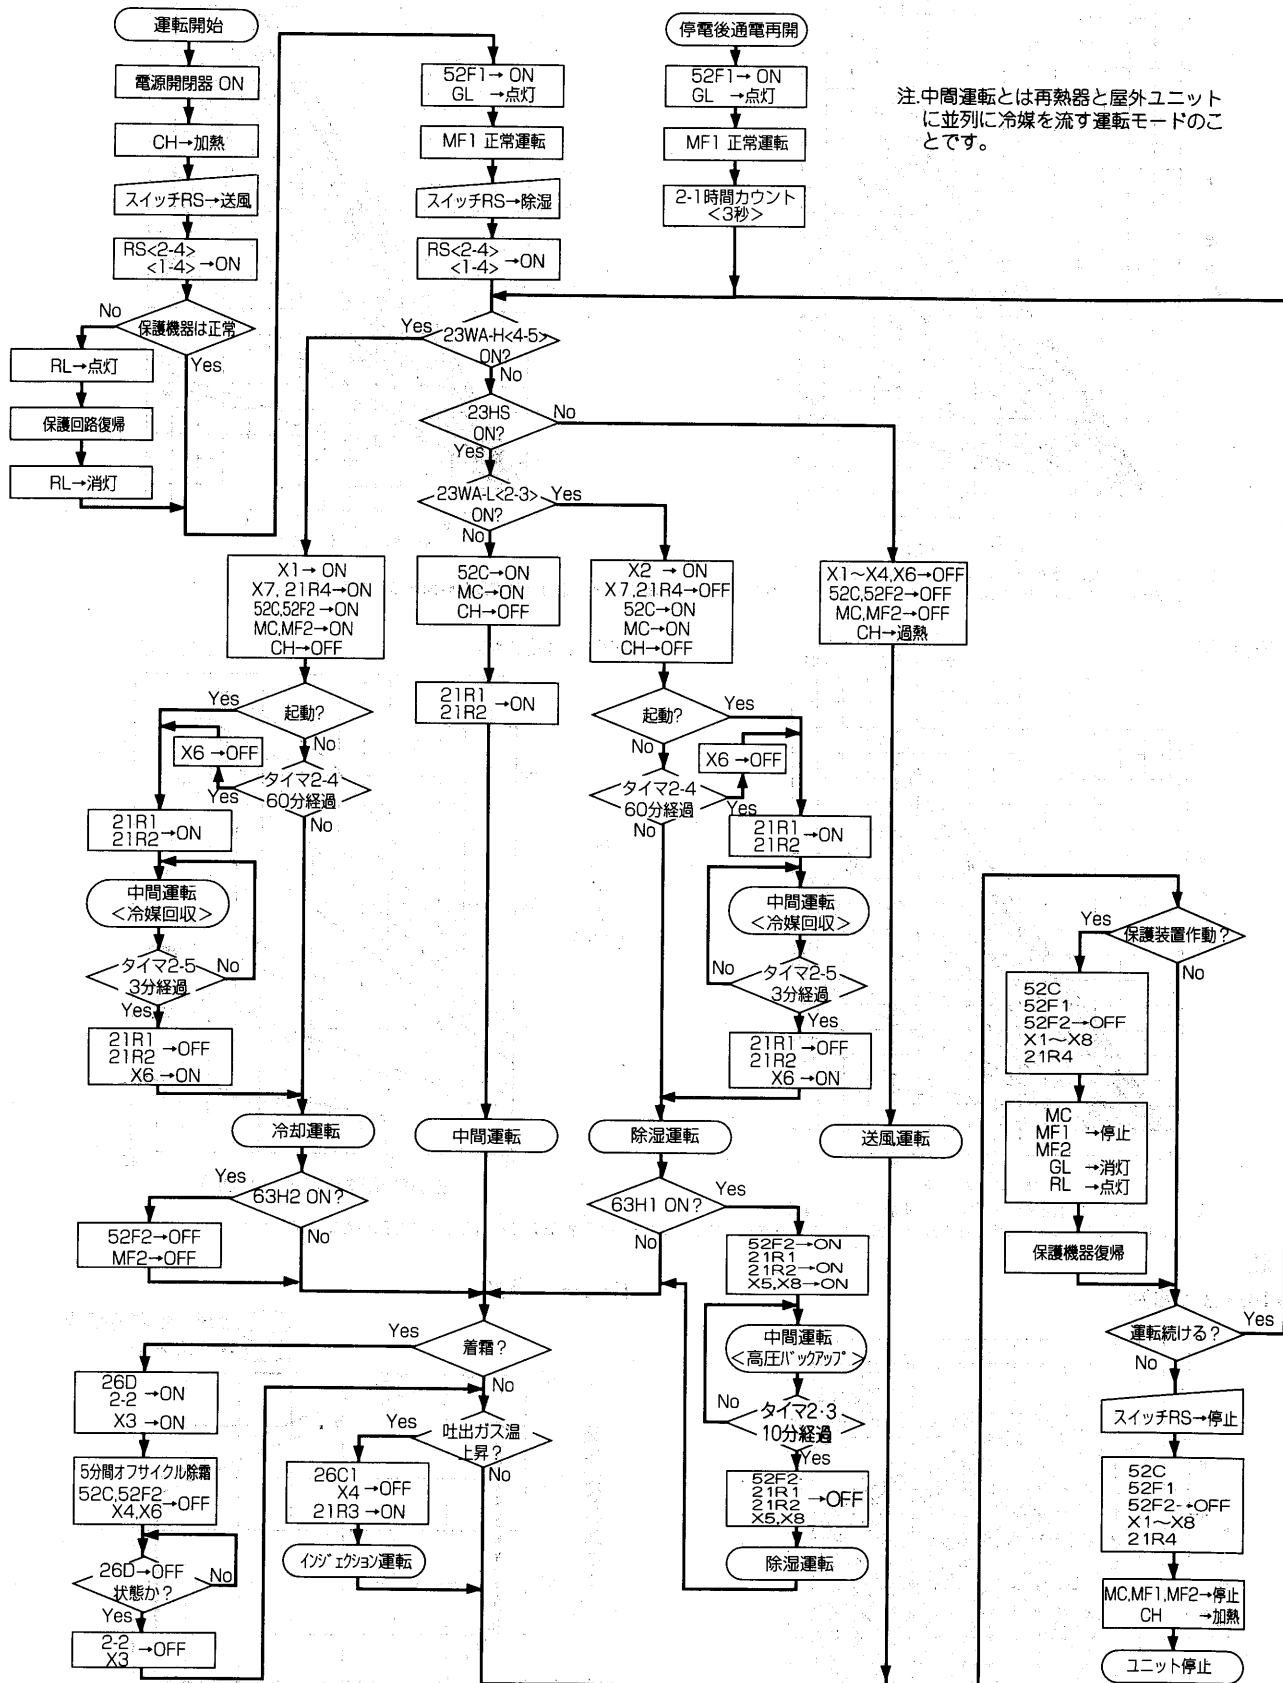 運転開始
電源開閉器 ON
CH→加熱
スイッチRS→送風
RS<2-4>
<1-4> →ON
保護機器は正常
No
Yes
RL→点灯
保護回路復帰
RL→消灯
52F1→ON
GL →点灯
MF1 正常運転
スイッチRS→除湿
RS<2-4>
<1-4> →ON
停電後通電再開
52F1→ON
GL →点灯
MF1 正常運転
2-1時間カウント
<3秒>
注.中間運転とは再熱器と屋外ユニット
に並列に冷媒を流す運転モードのこ
とです。
23WA-H<4-5>
ON?
Yes
No
23HS
ON?
No
Yes
23WA-L<2-3>
ON?
Yes
No
X1→ON
X7,21R4→ON
52C,52F2→ON
MC,MF2→ON
CH→OFF
起動?
Yes
No
X6→OFF
タイマ2-4
60分経過
Yes
No
21R1
21R2 →ON
中間運転
<冷媒回収>
タイマ2-5
3分経過
No
Yes
21R1
21R2 →OFF
X6→ON
冷却運転
63H2 ON?
Yes
No
52F2→OFF
MF2→OFF
52C→ON
MC→ON
CH→OFF
21R1
21R2 →ON
中間運転
X2 → ON
X7,21R4→OFF
52C→ON
MC→ON
CH→OFF
起動?
Yes
No
X6→OFF
タイマ2-4
60分経過
Yes
No
21R1
21R2 →ON
中間運転
<冷媒回収>
タイマ2-5
3分経過
No
Yes
21R1 →OFF
21R2
X6→ON
除湿運転
63H1 ON?
Yes
No
52F2→ON
21R1
21R2→ON
X5,X8→ON
中間運転
<高圧バックアップ>
タイマ2・3
10分経過
No
Yes
52F2
21R1
21R2 →OFF
X5,X8
除湿運転
X1～X4,X6→OFF
52C,52F2→OFF
MC,MF2→OFF
CH→過熱
送風運転
着霜?
Yes
No
26D
2-2 →ON
X3 →ON
5分間オフサイクル除霜
52C,52F2
X4,X6 →OFF
26D→OFF
状態か?
No
Yes
2-2
X3 →OFF
吐出ガス温
上昇?
Yes
No
26C1
X4 →OFF
21R3→ON
インジェクション運転
保護装置作動?
Yes
No
52C
52F1
52F2→OFF
X1～X8
21R4
MC
MF1 →停止
MF2
GL →消灯
RL →点灯
保護機器復帰
運転続ける?
Yes
No
スイッチRS→停止
52C
52F1
52F2→OFF
X1～X8
21R4
MC,MF1,MF2→停止
CH →加熱
ユニット停止